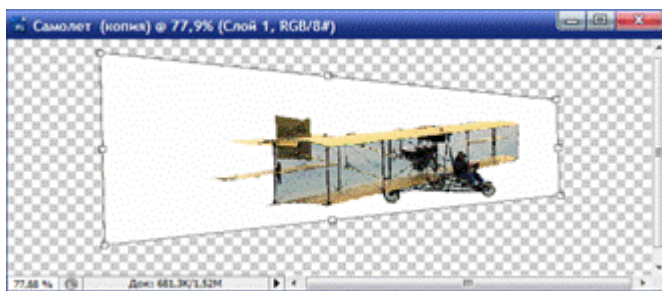 Самолет (копия) @ 77,9% (Слой 1, RGB/8#)
77.88 % Док: 681.3K/1.52M